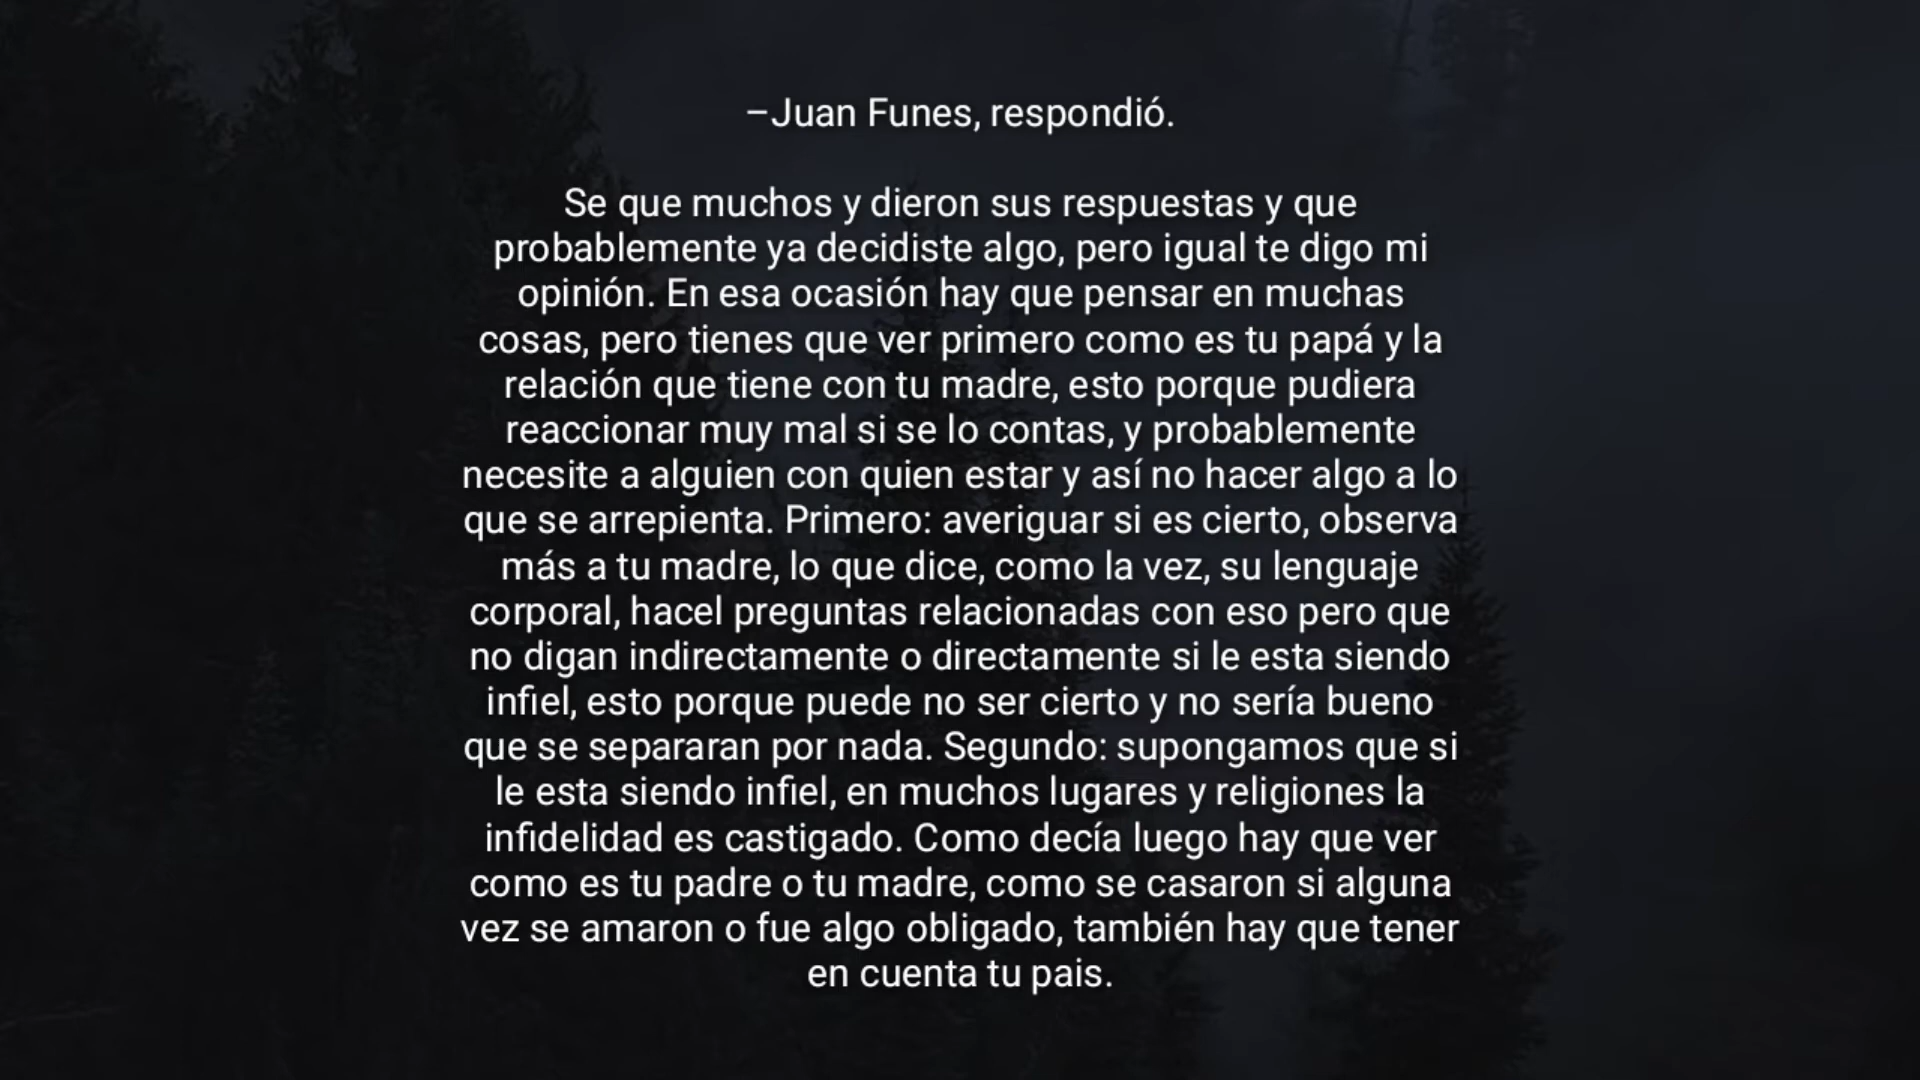 –Juan Funes, respondió.
Se que muchos y dieron sus respuestas y que
probablemente ya decidiste algo, pero igual te digo mi
opinión. En esa ocasión hay que pensar en muchas
cosas, pero tienes que ver primero como es tu papá y la
relación que tiene con tu madre, esto porque pudiera
reaccionar muy mal si se lo contas, y probablemente
necesite a alguien con quien estar y así no hacer algo a lo
que se arrepienta. Primero: averiguar si es cierto, observa
más a tu madre, lo que dice, como la vez, su lenguaje
corporal, hacel preguntas relacionadas con eso pero que
no digan indirectamente o directamente si le esta siendo
infiel, esto porque puede no ser cierto y no sería bueno
que se separaran por nada. Segundo: supongamos que si
le esta siendo infiel, en muchos lugares y religiones la
infidelidad es castigado. Como decía luego hay que ver
como es tu padre o tu madre, como se casaron si alguna
vez se amaron o fue algo obligado, también hay que tener
en cuenta tu pais.